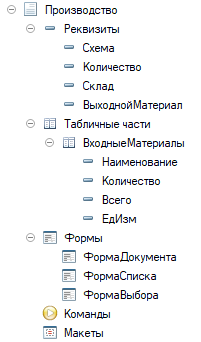 Производство
Реквизиты
Схема
Количество
Склад
ВыходнойМатериал
Табличные части
ВходныеМатериалы
Наименование
Количество
Всего
ЕдИзм
Формы
ФормаДокумента
ФормаСписка
ФормаВыбора
Команды
Макеты